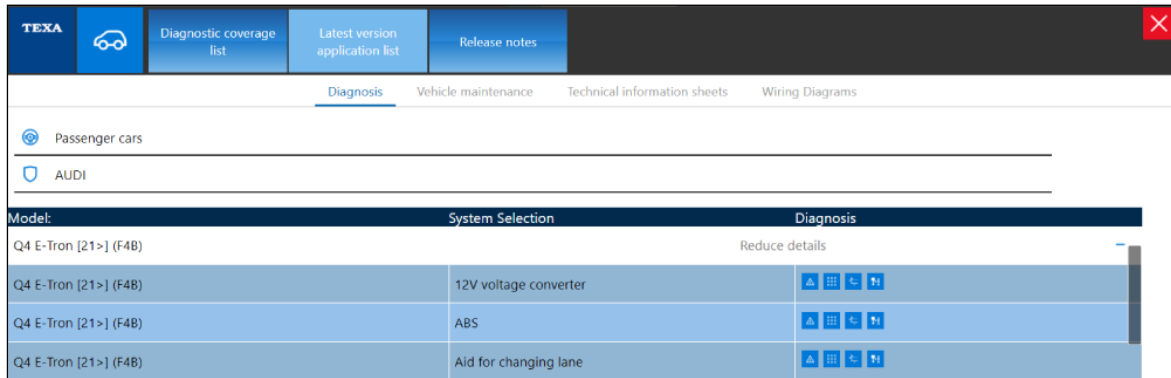 TEXA
Diagnostic coverage
list
Latest version
application list
Release notes
Diagnosis Vehicle maintenance Technical information sheets Wiring Diagrams
Passenger cars
AUDI
Model: System Selection Diagnosis
Q4 E-Tron [21>] (F4B) Reduce details −
Q4 E-Tron [21>] (F4B) 12V voltage converter
Q4 E-Tron [21>] (F4B) ABS
Q4 E-Tron [21>] (F4B) Aid for changing lane